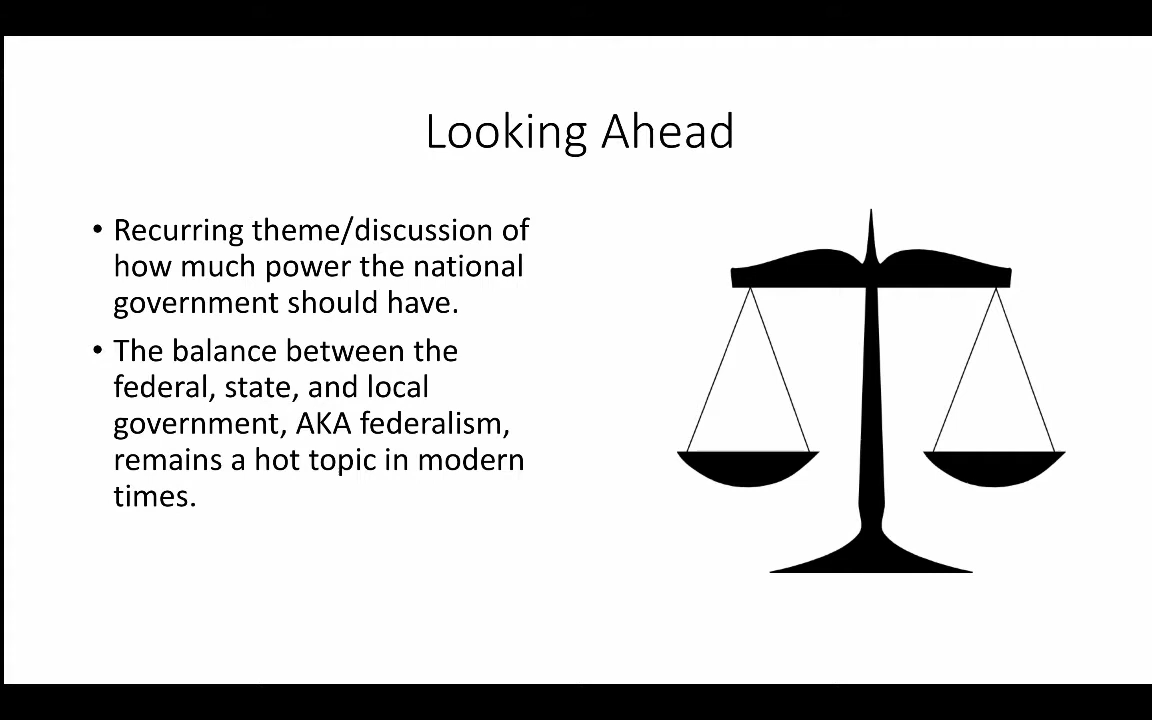 Looking Ahead
• Recurring theme/discussion of
how much power the national
government should have.
• The balance between the
federal, state, and local
government, AKA federalism,
remains a hot topic in modern
times.